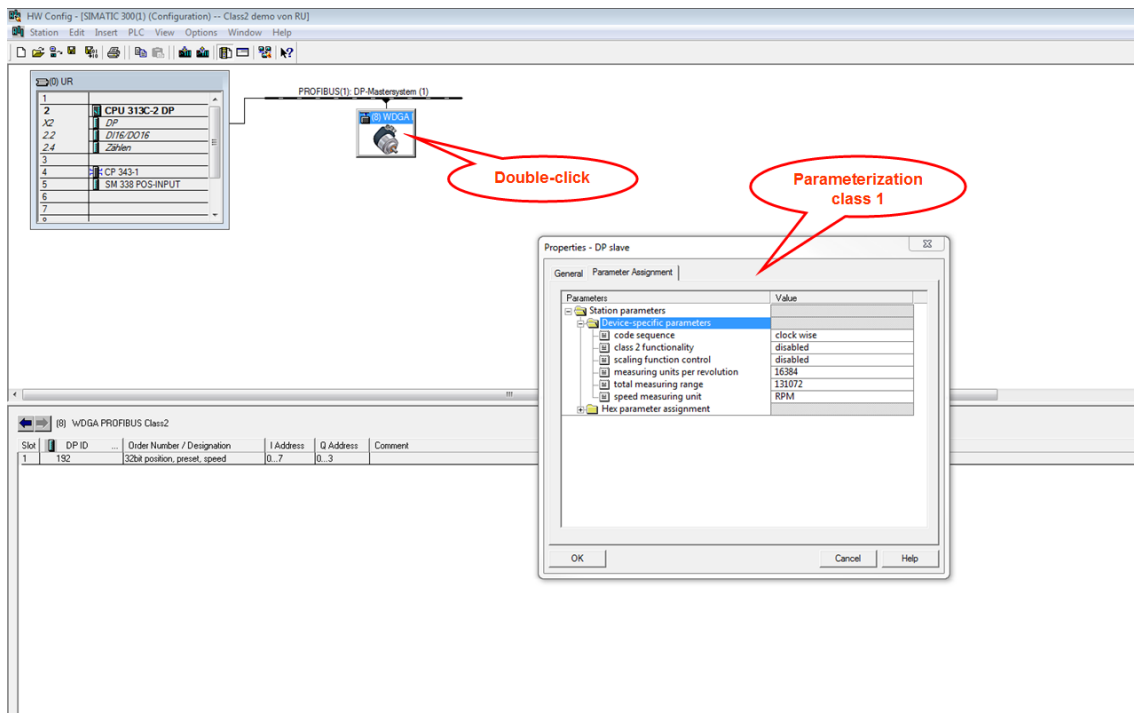 HW Config - [SIMATIC 300(1) (Configuration) -- Class2 demo von RU]
Station Edit Insert PLC View Options Window Help
(0) UR
1
2 CPU 313C-2 DP
X2 DP
2.2 DI16/DO16
2.4 Zählen
3
4 CP 343-1
5 SM 338 POS-INPUT
6
7
PROFIBUS(1): DP-Mastersystem (1)
(8) WDGA
Double-click
Parameterization
class 1
Properties - DP slave
General Parameter Assignment
Parameters Value
Station parameters
Device-specific parameters
code sequence clock wise
class 2 functionality disabled
scaling function control disabled
measuring units per revolution 16384
total measuring range 131072
speed measuring unit RPM
Hex parameter assignment
OK Cancel Help
(8) WDGA PROFIBUS Class2
Slot DP ID ... Order Number / Designation I Address Q Address Comment
1 192 32bit position, preset, speed 0...7 0...3